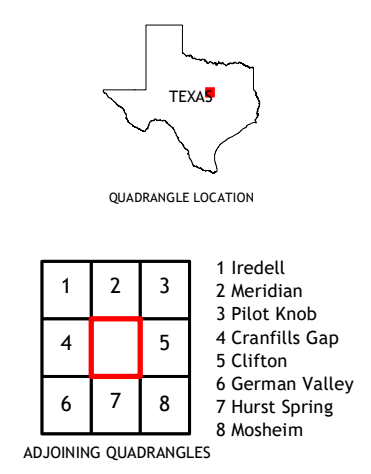 TEXAS
QUADRANGLE LOCATION
1 2 3
4 5
6 7 8
1 Iredell
2 Meridian
3 Pilot Knob
4 Cranfills Gap
5 Clifton
6 German Valley
7 Hurst Spring
8 Mosheim
ADJOINING QUADRANGLES